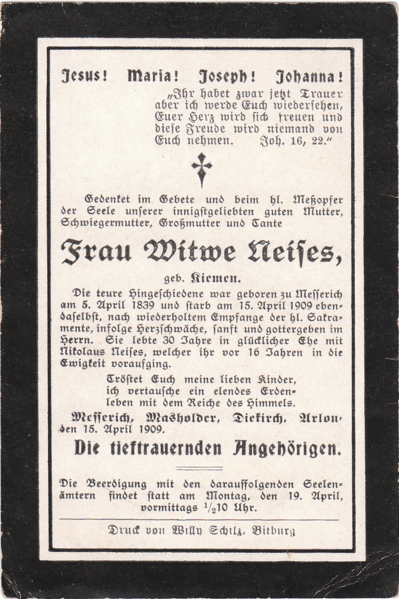 Jesus! Maria! Joseph! Johanna!
„Ihr habet zwar jetzt Trauer
aber ich werde Euch wiedersehen,
Euer Herz wird sich freuen und
diese Freude wird niemand von
Euch nehmen. Joh. 16, 22.“
Gedenket im Gebete und beim hl. Meßopfer
der Seele unserer innigstgeliebten guten Mutter,
Schwiegermutter, Großmutter und Tante
Frau Witwe Neises,
geb. Kiemen.
Die teure Hingeschiedene war geboren zu Messerich
am 5. April 1839 und starb am 15. April 1909 eben-
daselbst, nach wiederholtem Empfange der hl. Sakra-
mente, infolge Herzschwäche, sanft und gottergeben im
Herrn. Sie lebte 30 Jahre in glücklicher Ehe mit
Nikolaus Neises, welcher ihr vor 16 Jahren in die
Ewigkeit voraufging.
Tröstet Euch meine lieben Kinder,
ich vertausche ein elendes Erden-
leben mit dem Reiche des Himmels.
Messerich, Masholder, Diekirch, Arlon,
den 15. April 1909.
Die tieftrauernden Angehörigen.
Die Beerdigung mit den darauffolgenden Seelen-
ämtern findet statt am Montag, den 19. April,
vormittags ½10 Uhr.
Druck von Willy Schilz, Bitburg